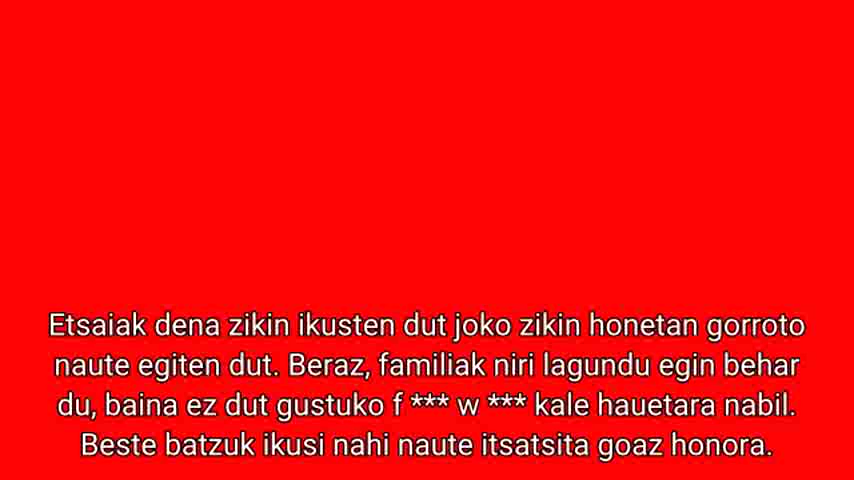 Etsaiak dena zikin ikusten dut joko zikin honetan gorroto
naute egiten dut. Beraz, familiak niri lagundu egin behar
du, baina ez dut gustuko f *** w *** kale hauetara nabil.
Beste batzuk ikusi nahi naute itsatsita goaz honora.